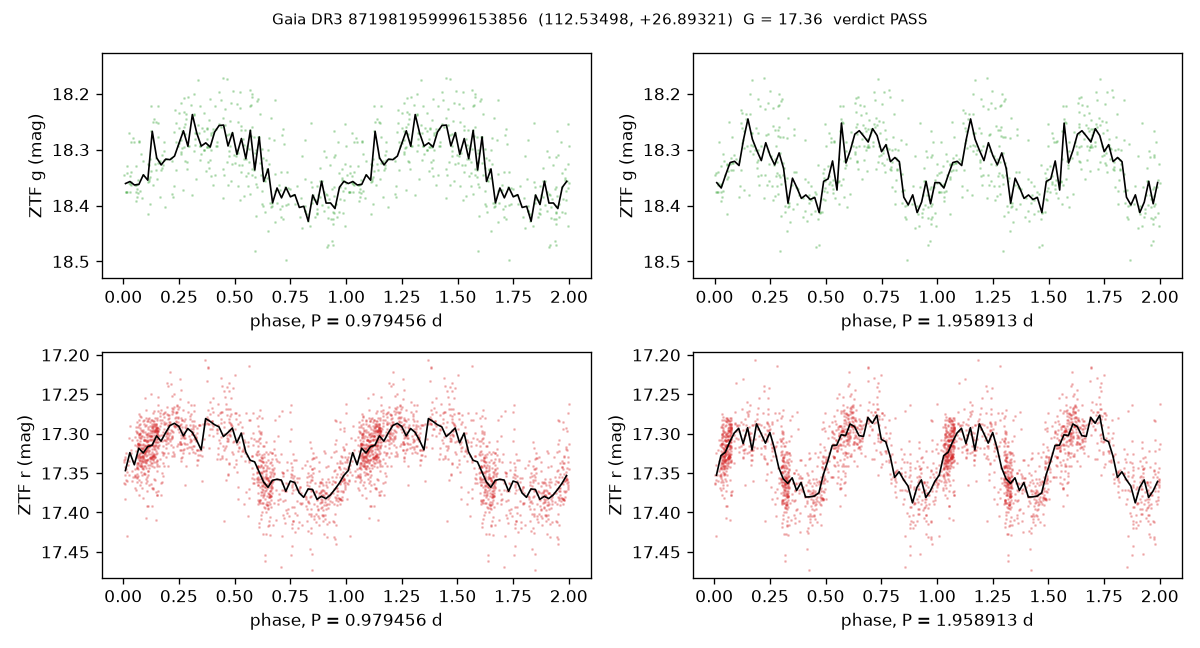 Gaia DR3 871981959996153856 (112.53498, +26.89321) G = 17.36 verdict PASS
ZTF g (mag)
18.2
18.3
18.4
18.5
0.00 0.25 0.50 0.75 1.00 1.25 1.50 1.75 2.00
phase, P = 0.979456 d
ZTF g (mag)
18.2
18.3
18.4
18.5
0.00 0.25 0.50 0.75 1.00 1.25 1.50 1.75 2.00
phase, P = 1.958913 d
ZTF r (mag)
17.20
17.25
17.30
17.35
17.40
17.45
0.00 0.25 0.50 0.75 1.00 1.25 1.50 1.75 2.00
phase, P = 0.979456 d
ZTF r (mag)
17.20
17.25
17.30
17.35
17.40
17.45
0.00 0.25 0.50 0.75 1.00 1.25 1.50 1.75 2.00
phase, P = 1.958913 d